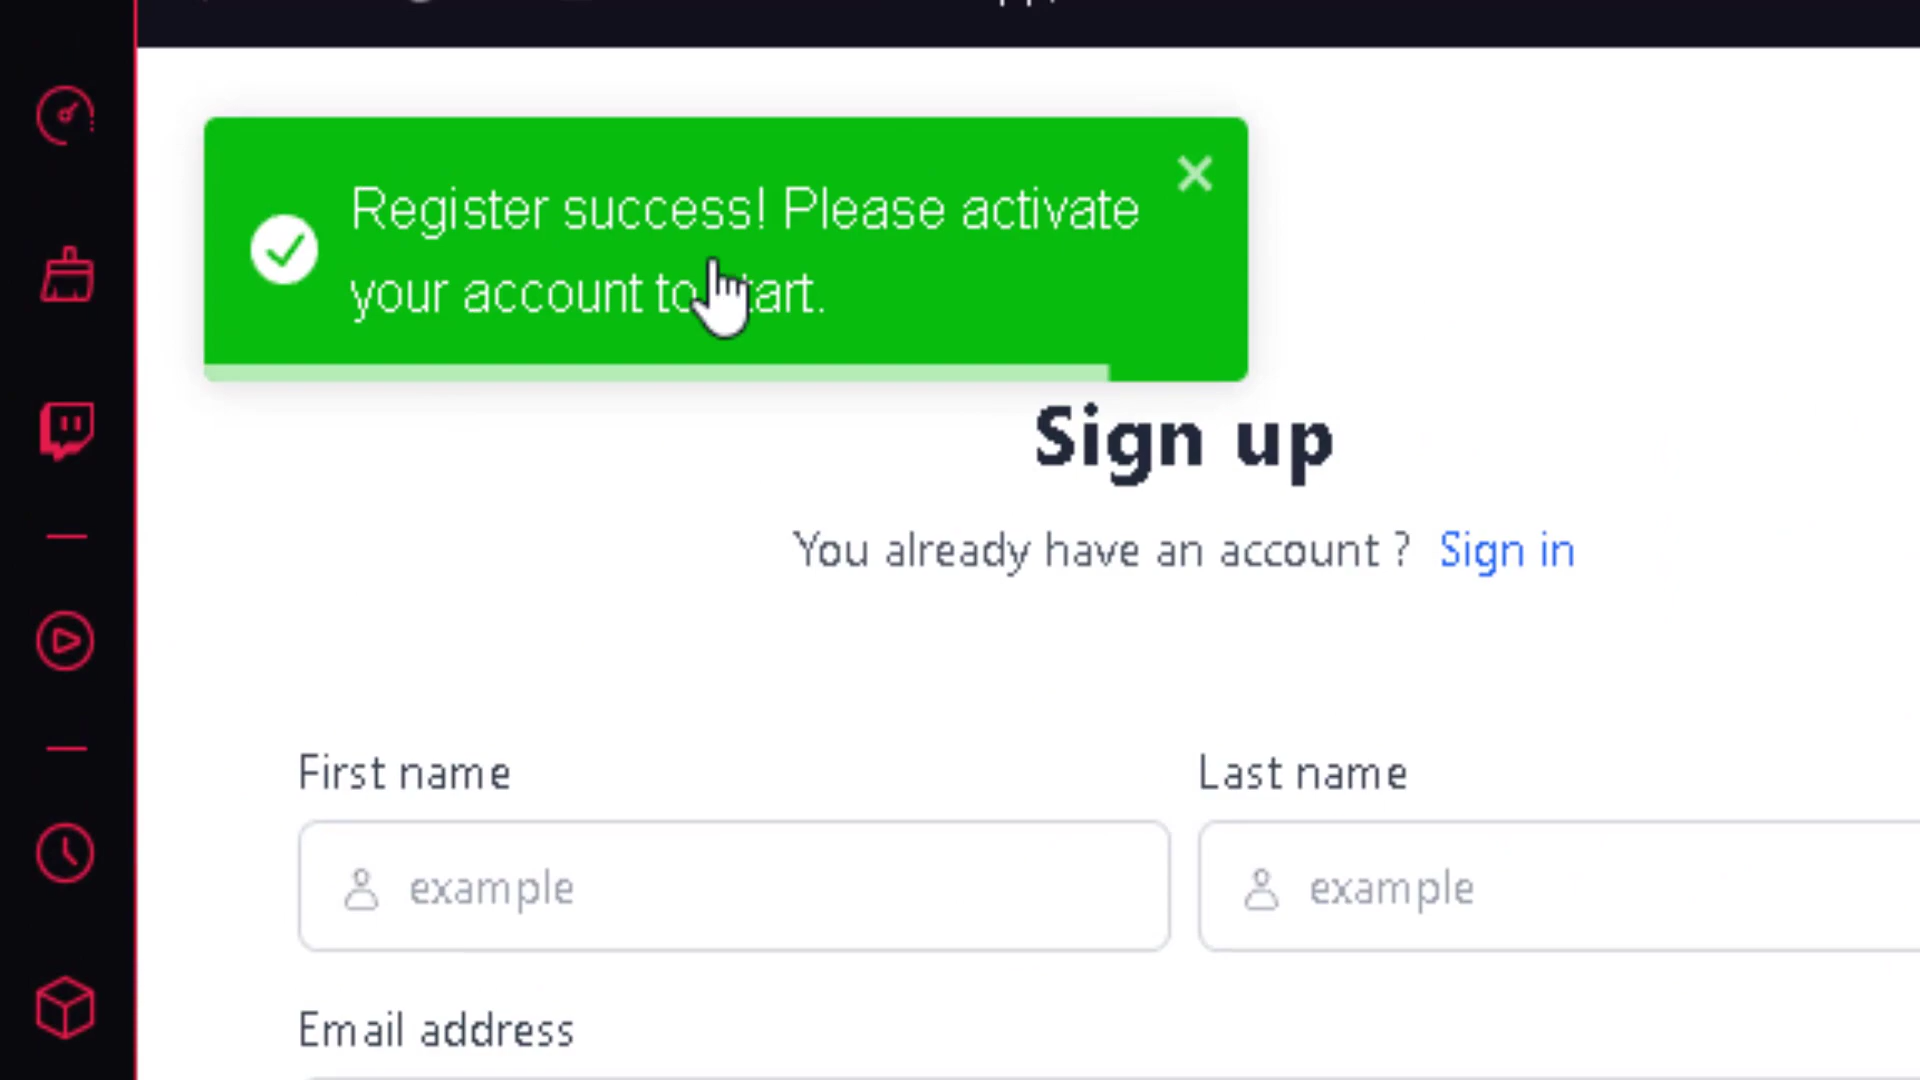 Register success! Please activate
your account to start.
Sign up
You already have an account ? Sign in
First name
Last name
example
example
Email address